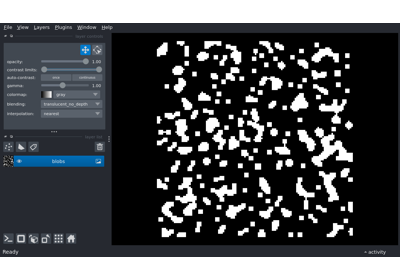 File View Layers Plugins Window Help
opacity: 1.00
contrast limits:
auto-contrast: once continuous
gamma: 1.00
colormap: gray
blending: translucent_no_depth
interpolation: nearest
blobs
Ready
activity